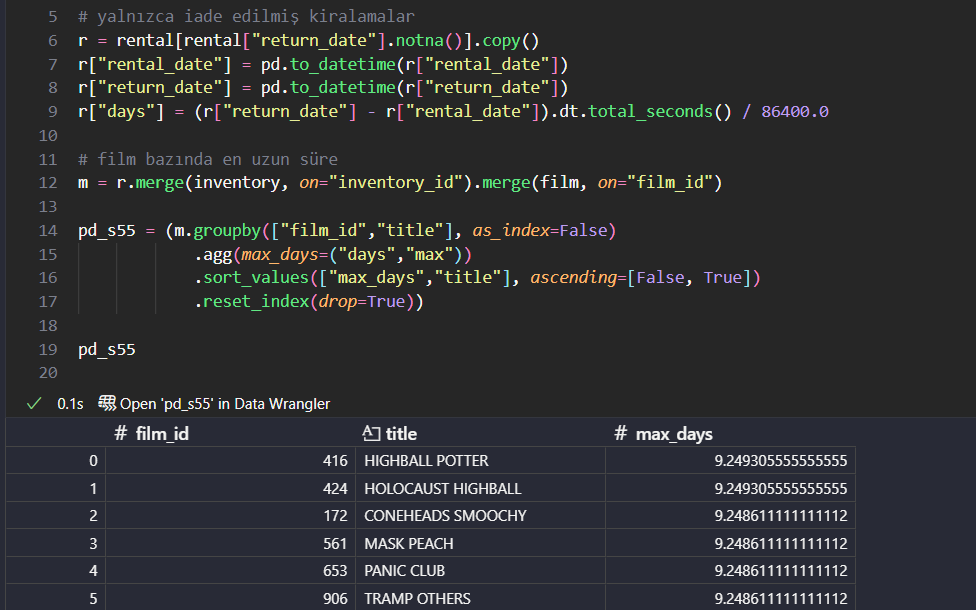 5 # yalnızca iade edilmiş kiralamalar
6 r = rental[rental["return_date"].notna()].copy()
7 r["rental_date"] = pd.to_datetime(r["rental_date"])
8 r["return_date"] = pd.to_datetime(r["return_date"])
9 r["days"] = (r["return_date"] - r["rental_date"]).dt.total_seconds() / 86400.0
10
11 # film bazında en uzun süre
12 m = r.merge(inventory, on="inventory_id").merge(film, on="film_id")
13
14 pd_s55 = (m.groupby(["film_id","title"], as_index=False)
15 .agg(max_days=("days","max"))
16 .sort_values(["max_days","title"], ascending=[False, True])
17 .reset_index(drop=True))
18
19 pd_s55
20
0.1s Open 'pd_s55' in Data Wrangler
# film_id title # max_days
0 416 HIGHBALL POTTER 9.249305555555555
1 424 HOLOCAUST HIGHBALL 9.249305555555555
2 172 CONEHEADS SMOOCHY 9.248611111111112
3 561 MASK PEACH 9.248611111111112
4 653 PANIC CLUB 9.248611111111112
5 906 TRAMP OTHERS 9.248611111111112